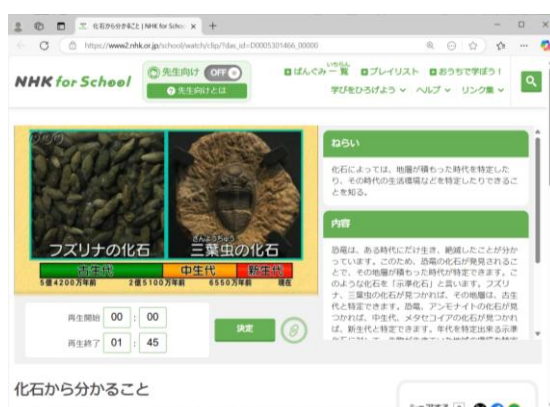 化石から分かること | NHK for Schoo
https://www2.nhk.or.jp/school/watch/clip/?das_id=D0005301466_00000
NHK for School
先生向け OFF
先生向けとは
ばんぐみ一覧
いちらん
プレイリスト
おうちで学ぼう!
学びをひろげよう
ヘルプ
リンク集
NHK
フズリナの化石
さんようちゅう
三葉虫の化石
古生代
中生代
新生代
5億4200万年前
2億5100万年前
6550万年前
現在
再生開始 00 : 00
再生終了 01 : 45
決定
ねらい
化石によっては、地層が積もった時代を特定した
り、その時代の生活環境などを特定したりできるこ
とを知る。
内容
恐竜は、ある時代にだけ生き、絶滅したことが分か
っています。このため、恐竜の化石が発見されるこ
とで、その地層が積もった時代が特定できます。こ
のような化石を「示準化石」と言います。フズリ
ナ、三葉虫の化石が見つかれば、その地層は、古生
代と特定できます。恐竜、アンモナイトの化石が見
つかれば、中生代、メタセコイアの化石が見つかれ
ば、新生代と特定できます。年代を特定出来る示準
化石から分かること
シェアする